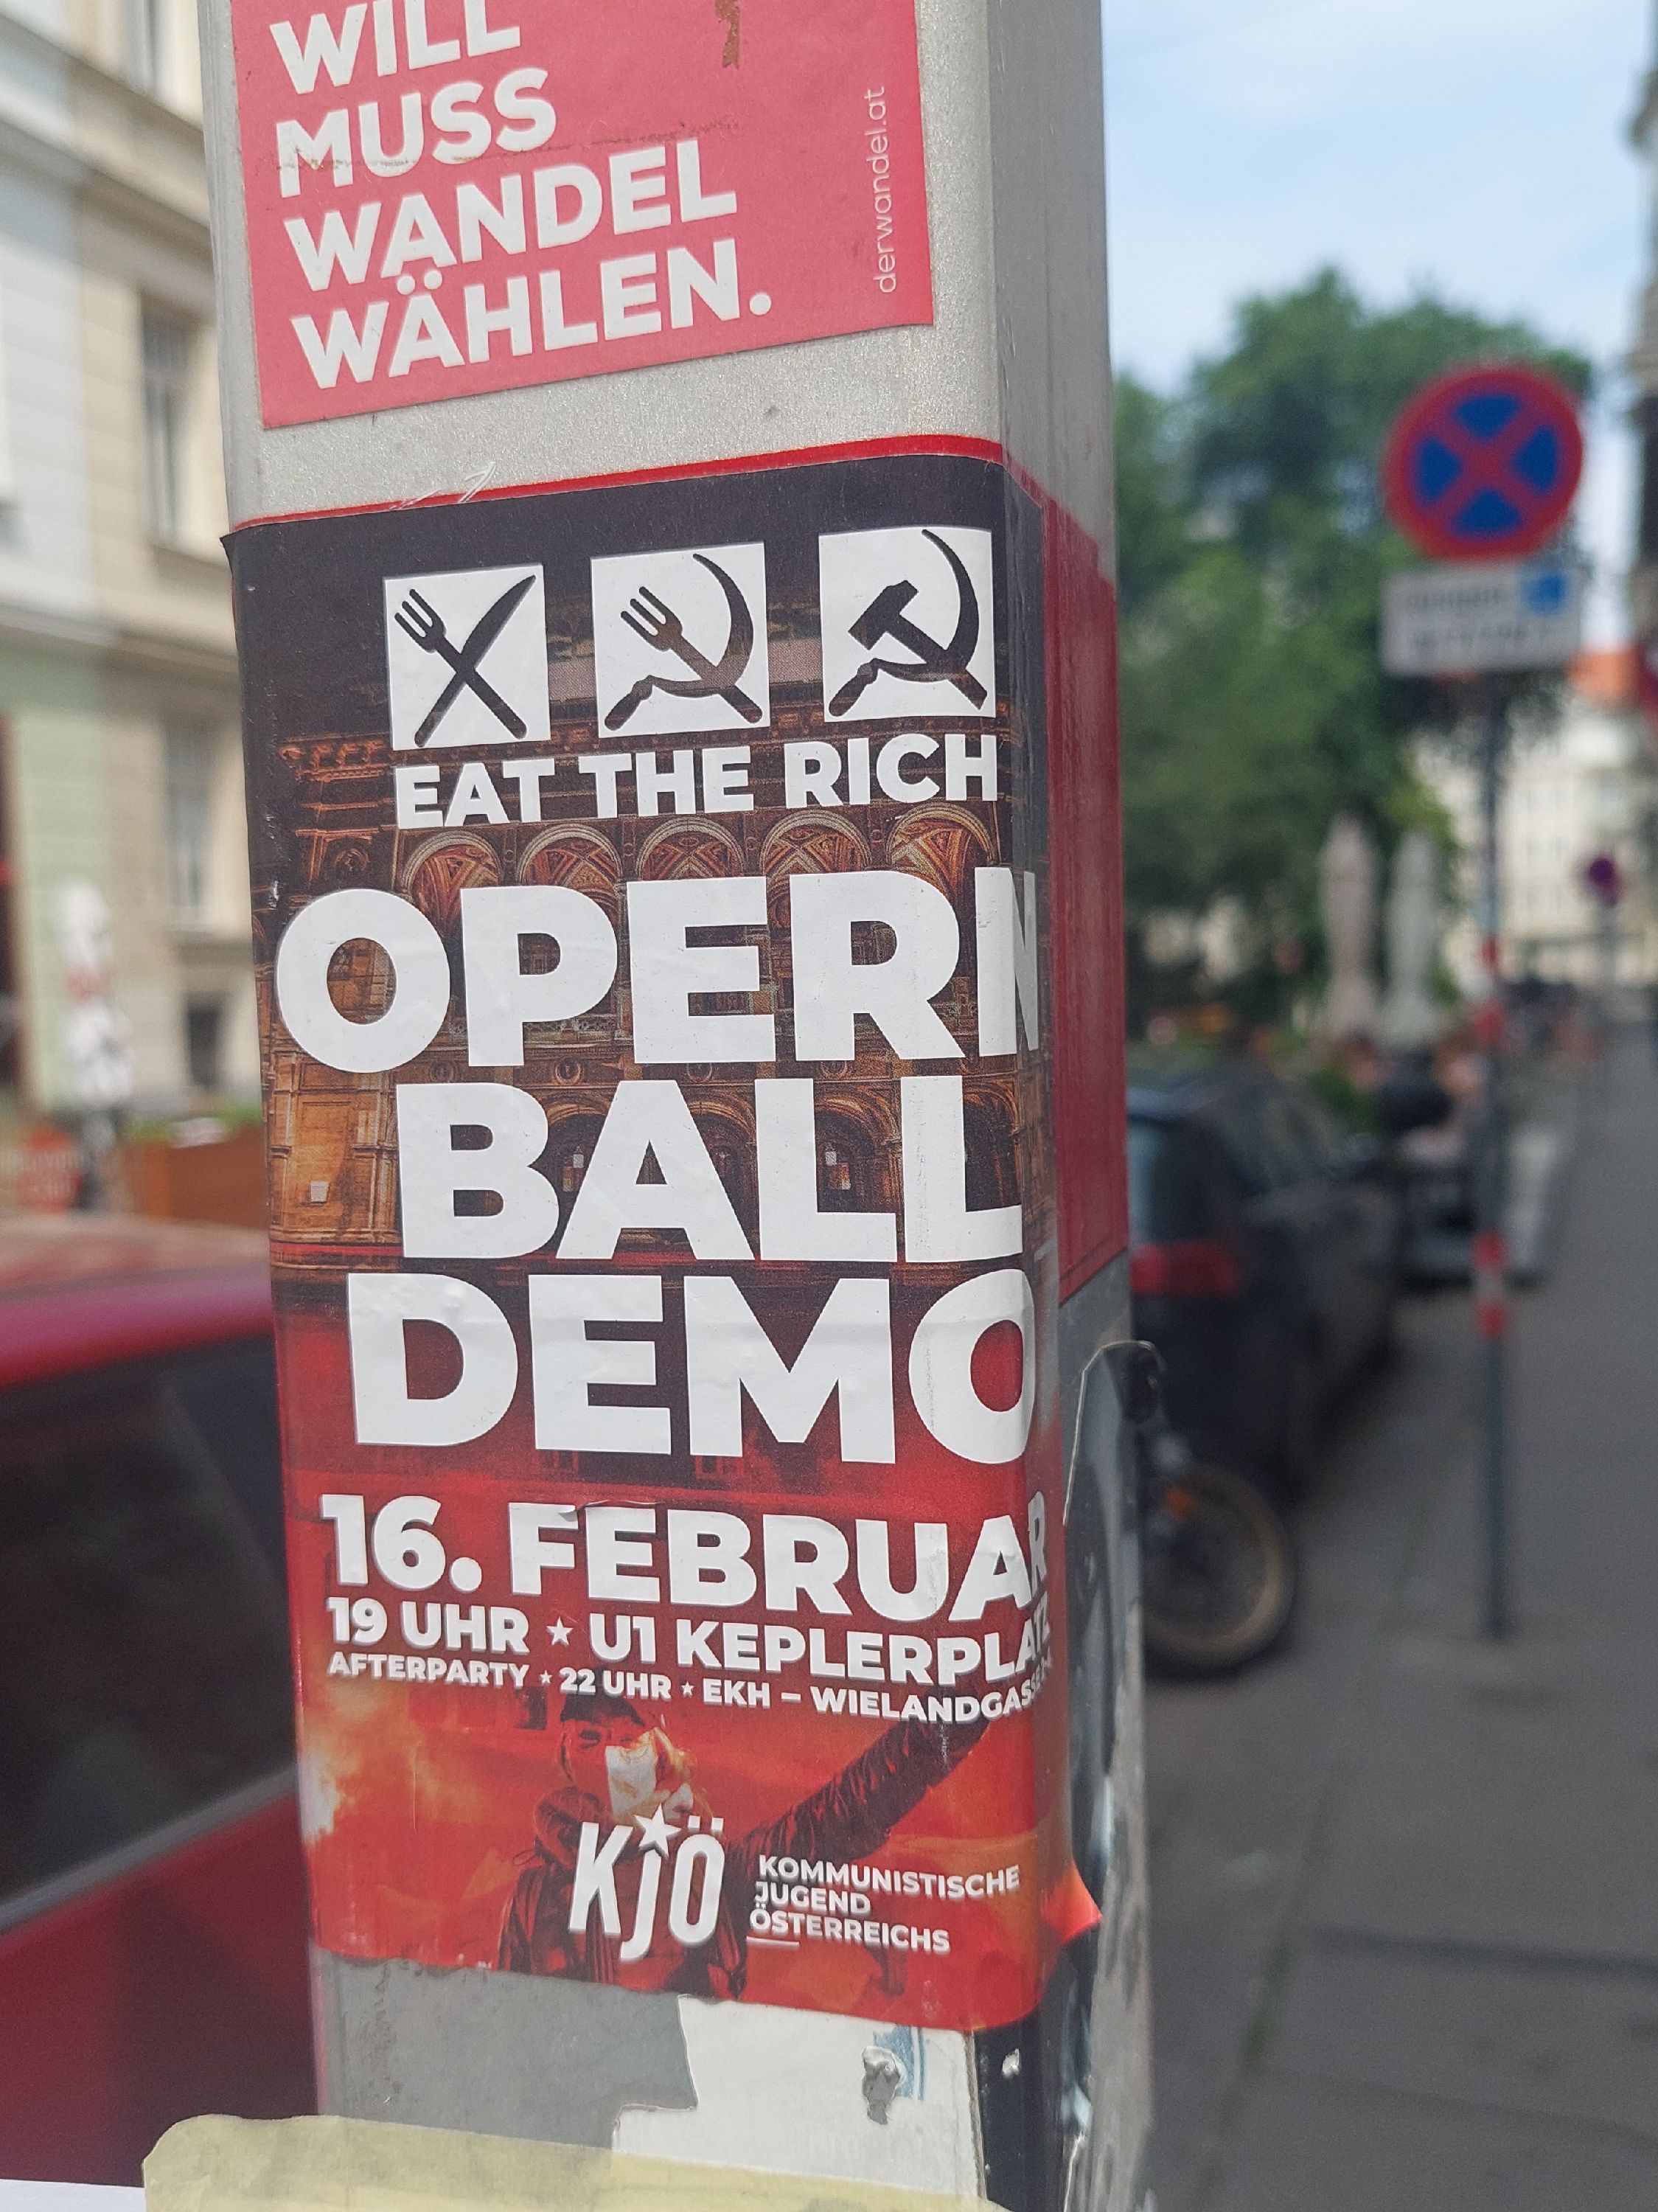 WILL
MUSS
WANDEL
WÄHLEN.
derwandel.at
EAT THE RICH
OPERN
BALL
DEMO
16. FEBRUAR
19 UHR ★ U1 KEPLERPLATZ
AFTERPARTY ★ 22 UHR ★ EKH – WIELANDGASSE
KJÖ
KOMMUNISTISCHE
JUGEND
ÖSTERREICHS